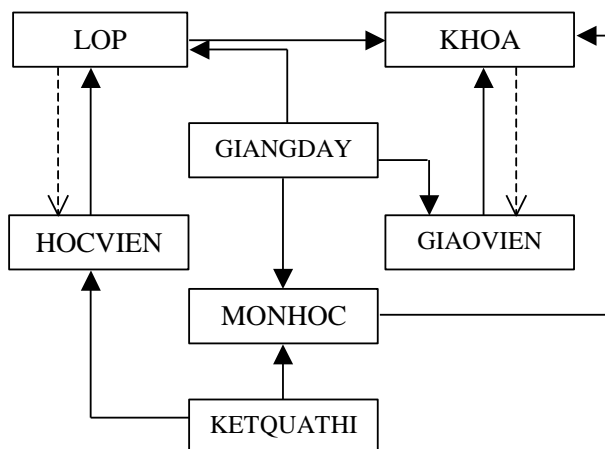 LOP
KHOA
GIANGDAY
HOCVIEN
GIAOVIEN
MONHOC
KETQUATHI